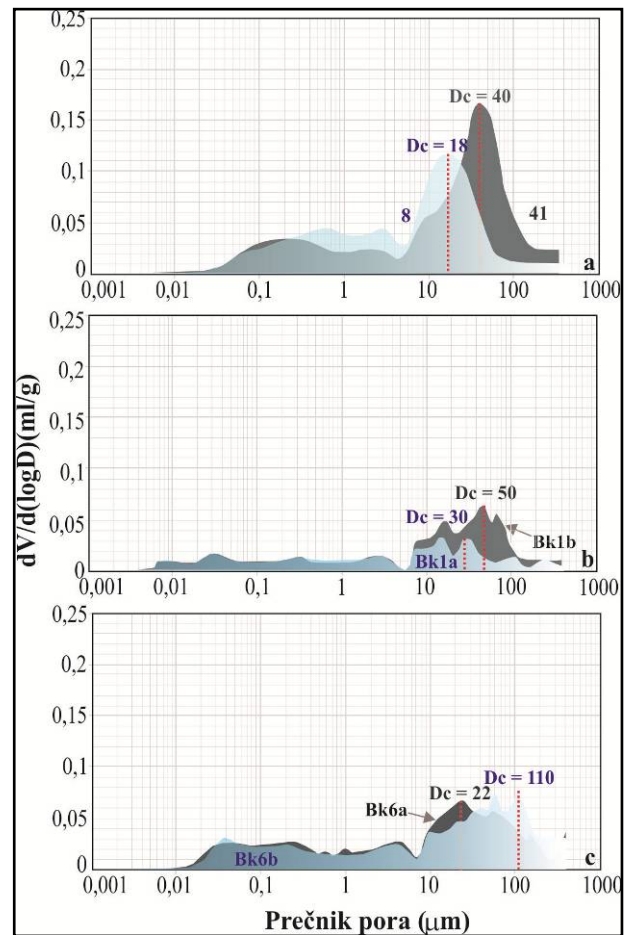 dV/d(logD)(ml/g)
0,25
0,2
0,15
0,1
0,05
0
Dc = 40
Dc = 18
8
41
a
0,001 0,01 0,1 1 10 100 1000
0,25
0,2
0,15
0,1
0,05
0
Dc = 50
Dc = 30
Bk1b
Bk1a
b
0,001 0,01 0,1 1 10 100 1000
0,25
0,2
0,15
0,1
0,05
0
Dc = 110
Dc = 22
Bk6a
Bk6b
c
0,001 0,01 0,1 1 10 100 1000
Prečnik pora (µm)